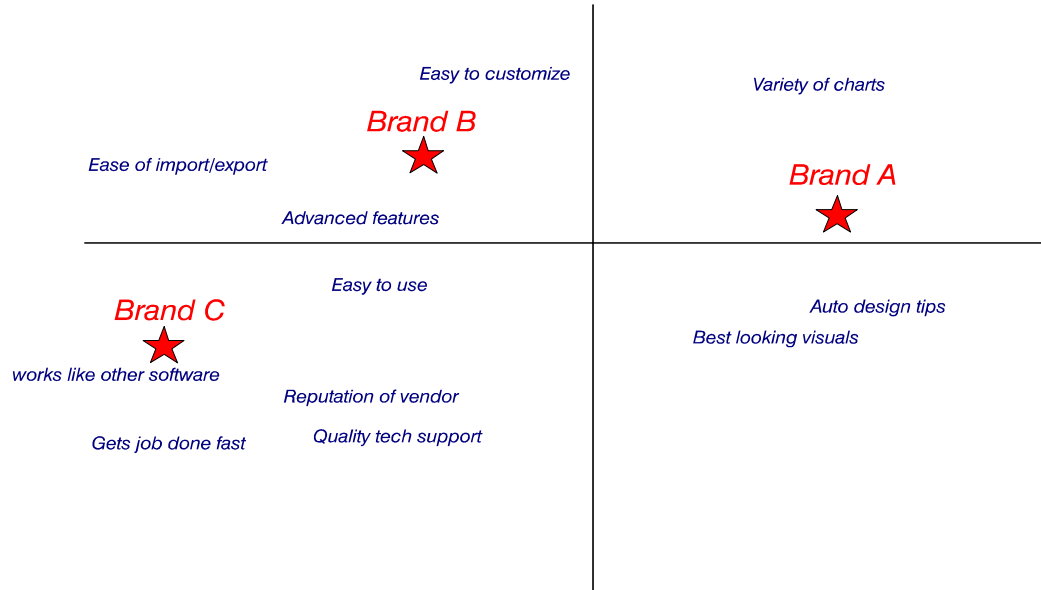 Easy to customize
Variety of charts
Brand B
Ease of import/export
Brand A
Advanced features
Easy to use
Brand C
Auto design tips
Best looking visuals
works like other software
Reputation of vendor
Quality tech support
Gets job done fast